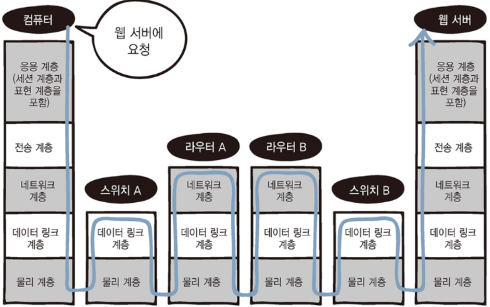 컴퓨터
웹 서버에
요청
웹 서버
응용 계층
(세션 계층과
표현 계층을
포함)
전송 계층
네트워크
계층
데이터 링크
계층
물리 계층
스위치 A
데이터 링크
계층
물리 계층
라우터 A
네트워크
계층
데이터 링크
계층
물리 계층
라우터 B
네트워크
계층
데이터 링크
계층
물리 계층
스위치 B
데이터 링크
계층
물리 계층
응용 계층
(세션 계층과
표현 계층을
포함)
전송 계층
네트워크
계층
데이터 링크
계층
물리 계층